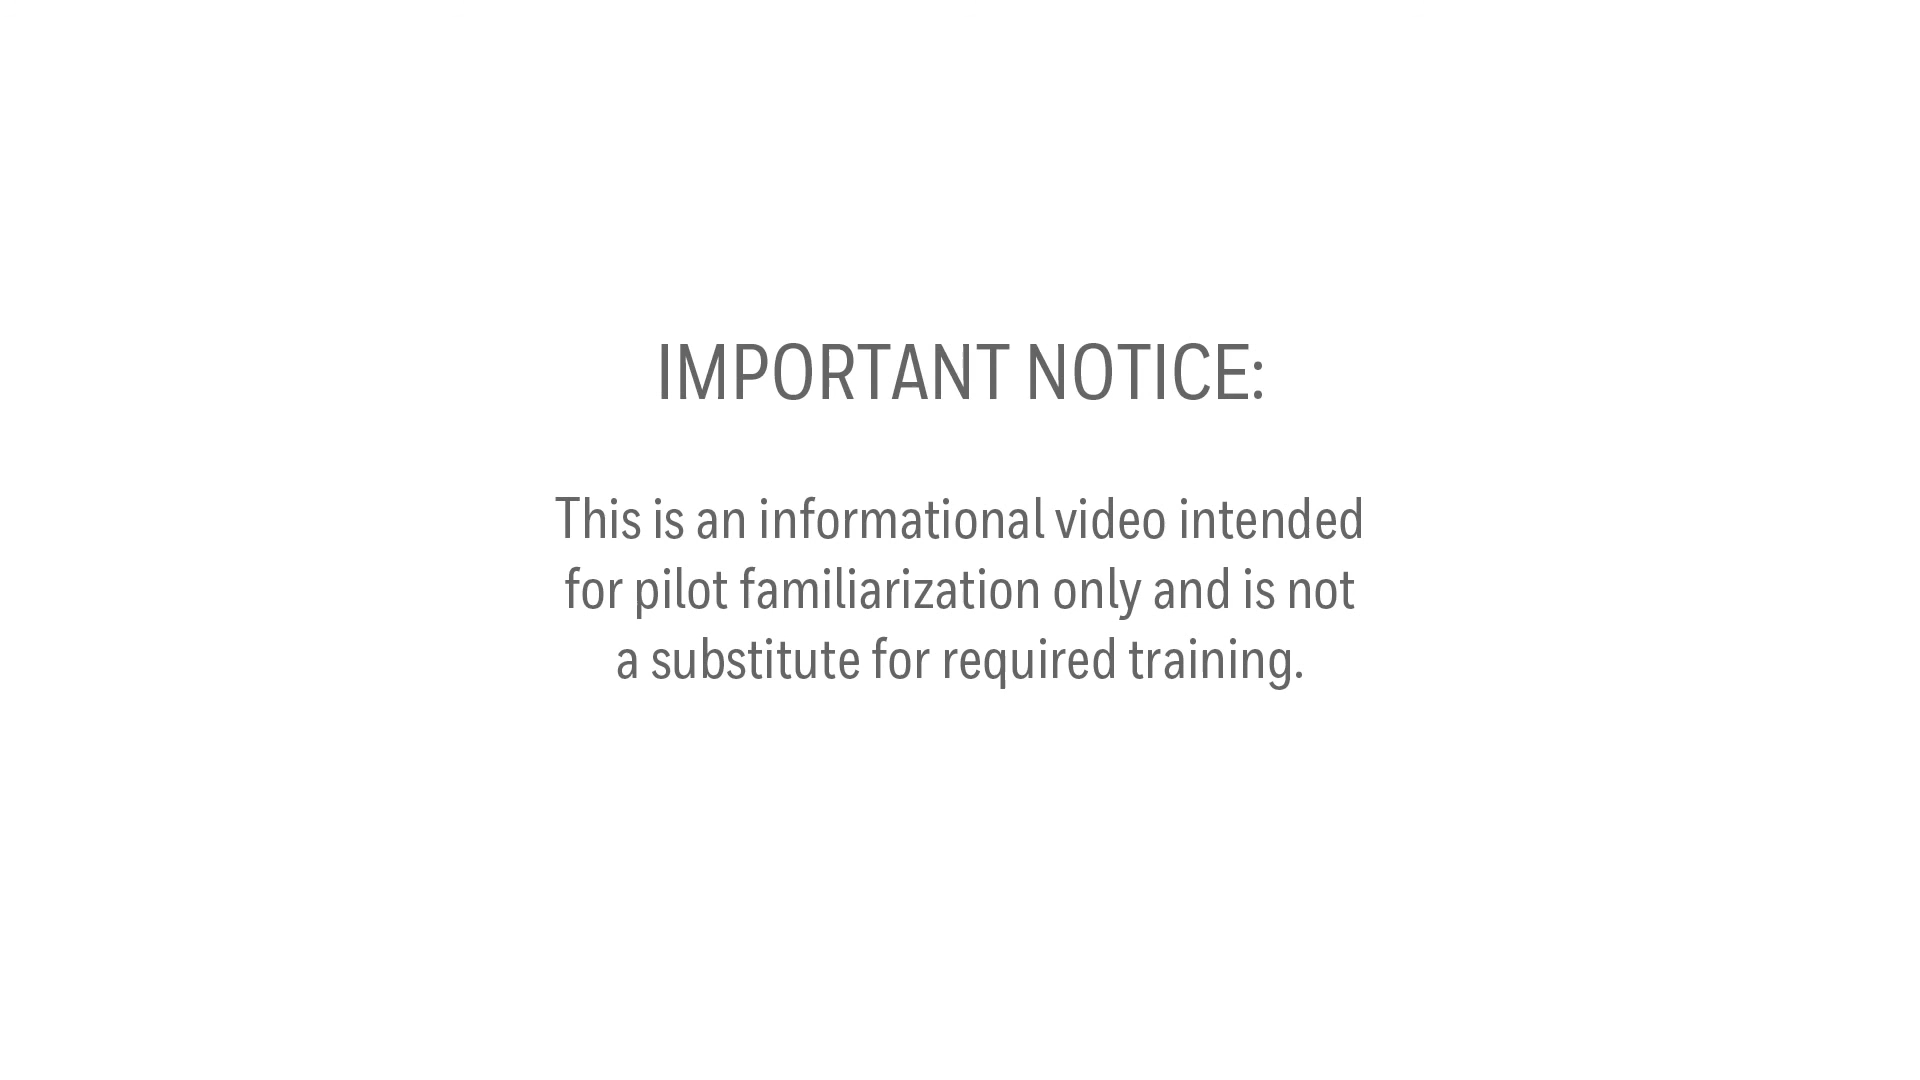 IMPORTANT NOTICE:
This is an informational video intended
for pilot familiarization only and is not
a substitute for required training.